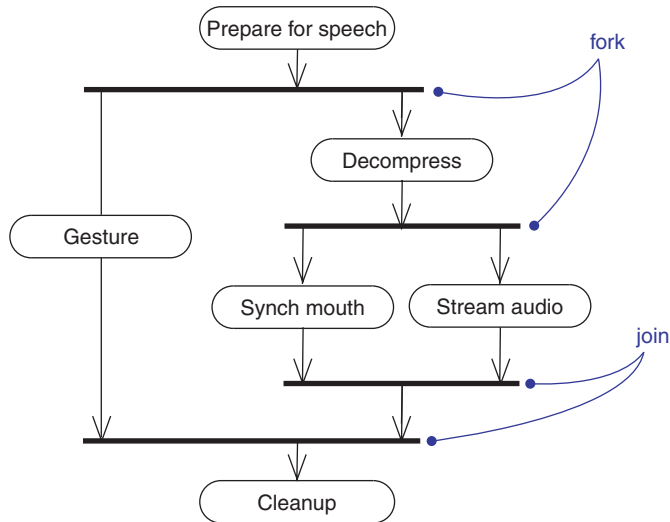 Prepare for speech
fork
Decompress
Gesture
Synch mouth
Stream audio
join
Cleanup